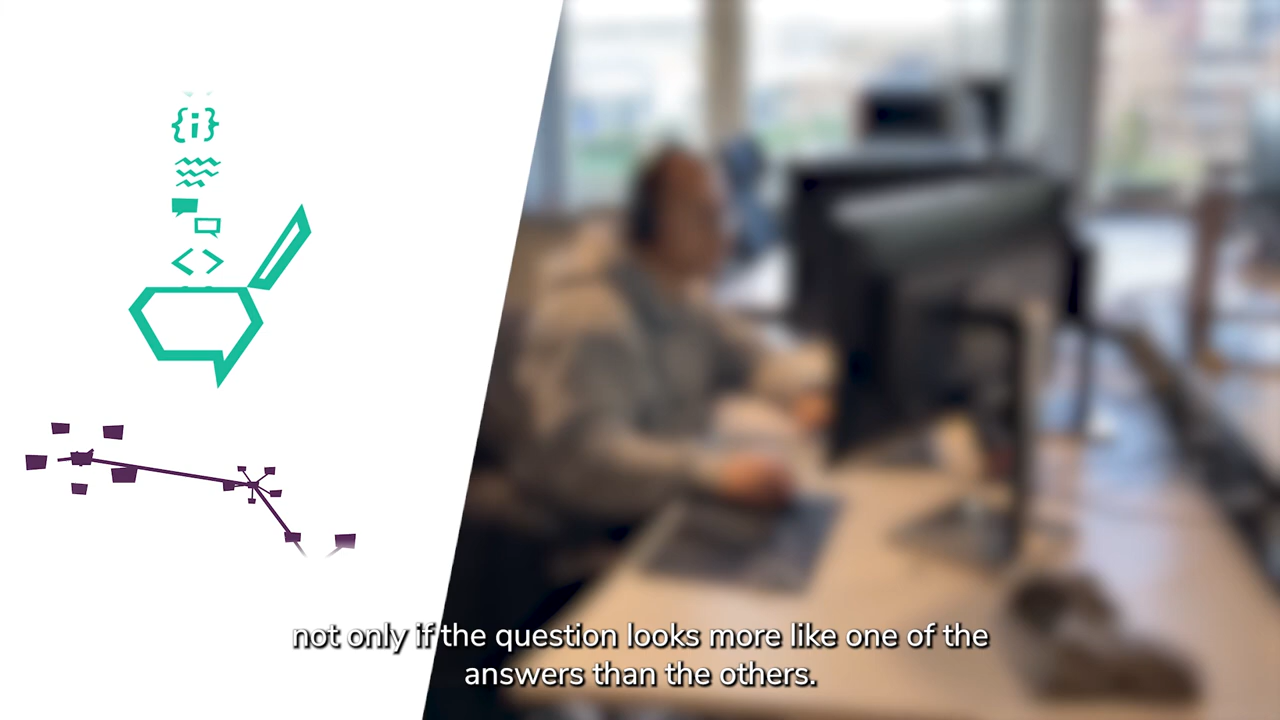 {i}
< >
not only if the question looks more like one of the
answers than the others.